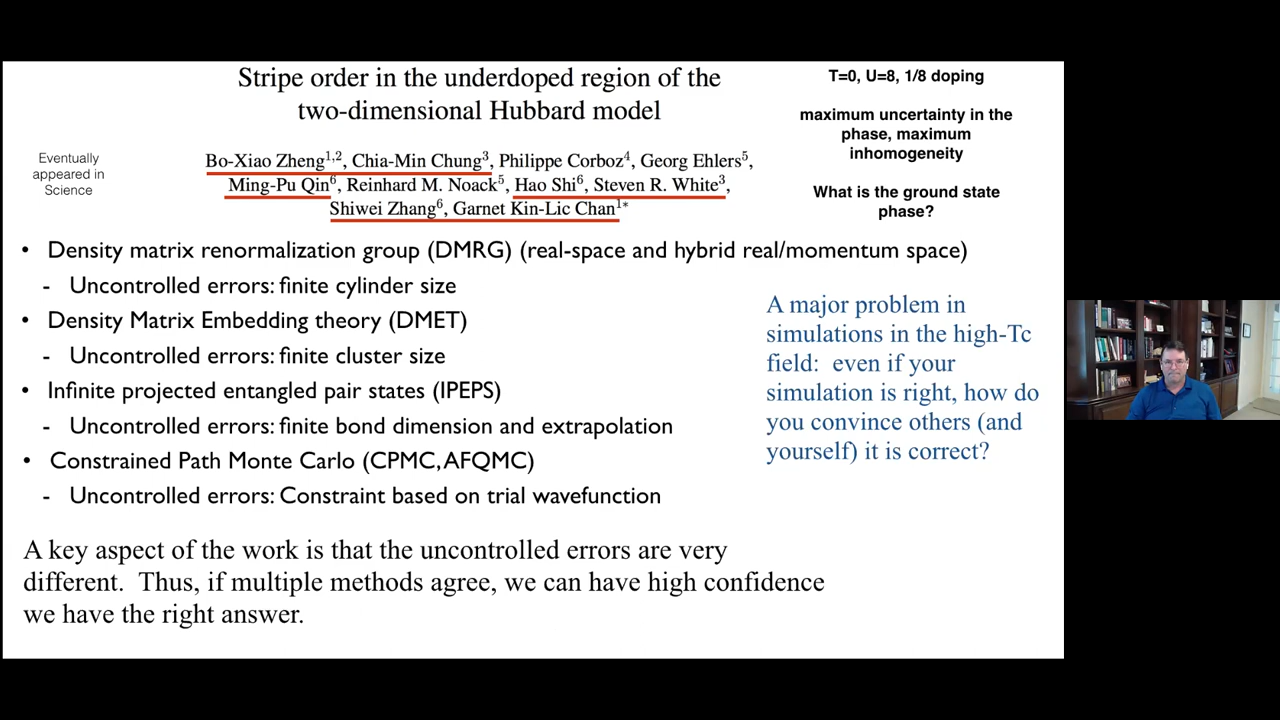 Stripe order in the underdoped region of the
two-dimensional Hubbard model
Eventually
appeared in
Science
Bo-Xiao Zheng1,2, Chia-Min Chung3, Philippe Corboz4, Georg Ehlers5,
Ming-Pu Qin6, Reinhard M. Noack5, Hao Shi6, Steven R. White3,
Shiwei Zhang6, Garnet Kin-Lic Chan1*
T=0, U=8, 1/8 doping
maximum uncertainty in the
phase, maximum
inhomogeneity
What is the ground state
phase?
• Density matrix renormalization group (DMRG) (real-space and hybrid real/momentum space)
- Uncontrolled errors: finite cylinder size
• Density Matrix Embedding theory (DMET)
- Uncontrolled errors: finite cluster size
• Infinite projected entangled pair states (IPEPS)
- Uncontrolled errors: finite bond dimension and extrapolation
• Constrained Path Monte Carlo (CPMC, AFQMC)
- Uncontrolled errors: Constraint based on trial wavefunction
A major problem in
simulations in the high-Tc
field: even if your
simulation is right, how do
you convince others (and
yourself) it is correct?
A key aspect of the work is that the uncontrolled errors are very
different. Thus, if multiple methods agree, we can have high confidence
we have the right answer.